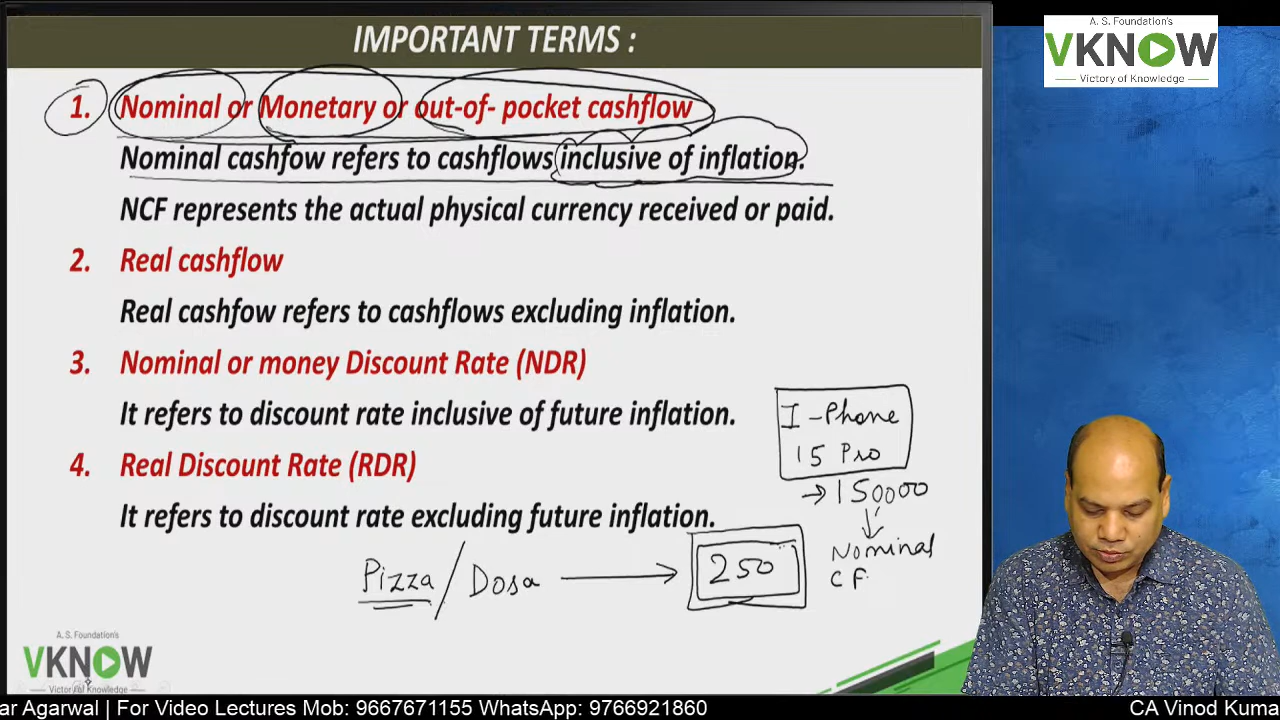 IMPORTANT TERMS :
A. S. Foundation's
VKNOW
Victory of Knowledge
1. Nominal or Monetary or out-of- pocket cashflow
Nominal cashfow refers to cashflows inclusive of inflation.
NCF represents the actual physical currency received or paid.
2. Real cashflow
Real cashfow refers to cashflows excluding inflation.
3. Nominal or money Discount Rate (NDR)
It refers to discount rate inclusive of future inflation.
4. Real Discount Rate (RDR)
It refers to discount rate excluding future inflation.
I-Phone
15 Pro
→ 150000
Nominal
CF
Pizza / Dosa → 250
A. S. Foundation's
VKNOW
Victory of Knowledge
ar Agarwal | For Video Lectures Mob: 9667671155 WhatsApp: 9766921860
CA Vinod Kuma